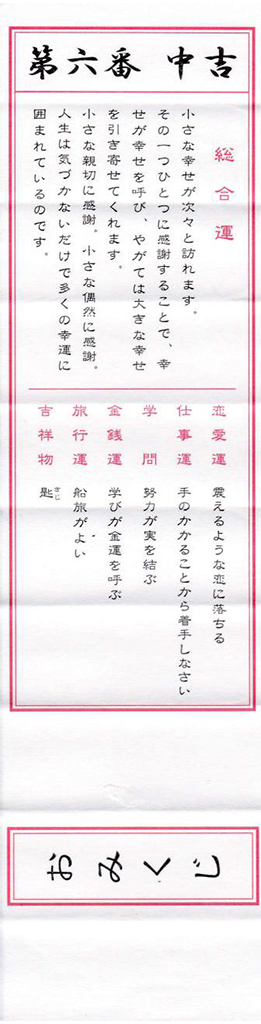 第六番 中吉
総合運
小さな幸せが次々と訪れます。
その一つひとつに感謝することで、幸
せが幸せを呼び、やがては大きな幸せ
を引き寄せてくれます。
小さな親切に感謝。小さな偶然に感謝。
人生は気づかないだけで多くの幸運に
囲まれているのです。
恋愛運 震えるような恋に落ちる
仕事運 手のかかることから着手しなさい
学問 努力が実を結ぶ
金銭運 学びが金運を呼ぶ
旅行運 船旅がよい
吉祥物 匙
さじ
おみくじ